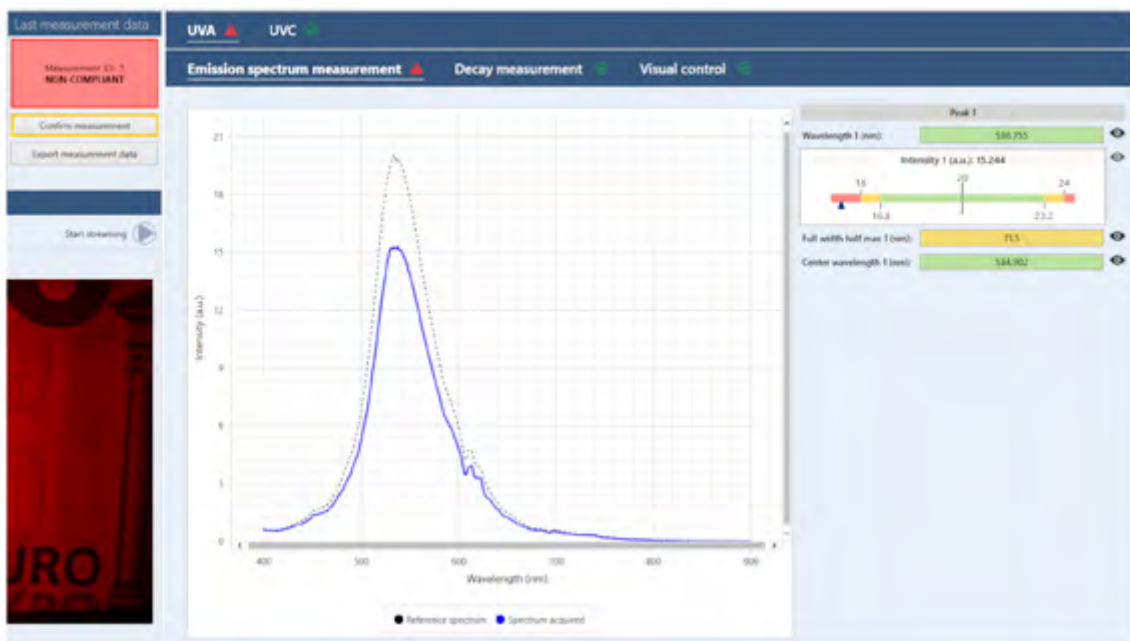 Last measurement data
Measurement ID: 1
NON-COMPLIANT
Confirm measurement
Export measurement data
Start streaming
URO
UVA
UVC
Emission spectrum measurement
Decay measurement
Visual control
21
18
15
12
9
6
3
0
Intensity (a.u.)
400
500
600
700
800
900
Wavelength (nm)
Reference spectrum
Spectrum acquired
Peak 1
Wavelength 1 (nm):
Intensity 1 (a.u.): 15.244
16
20
24
16.8
23.2
Full width half max 1 (nm):
71.5
Center wavelength 1 (nm):